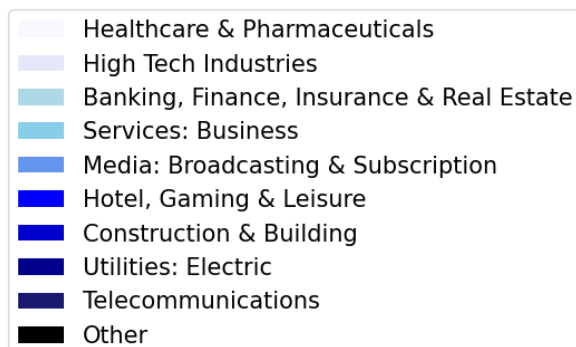 Healthcare & Pharmaceuticals
High Tech Industries
Banking, Finance, Insurance & Real Estate
Services: Business
Media: Broadcasting & Subscription
Hotel, Gaming & Leisure
Construction & Building
Utilities: Electric
Telecommunications
Other